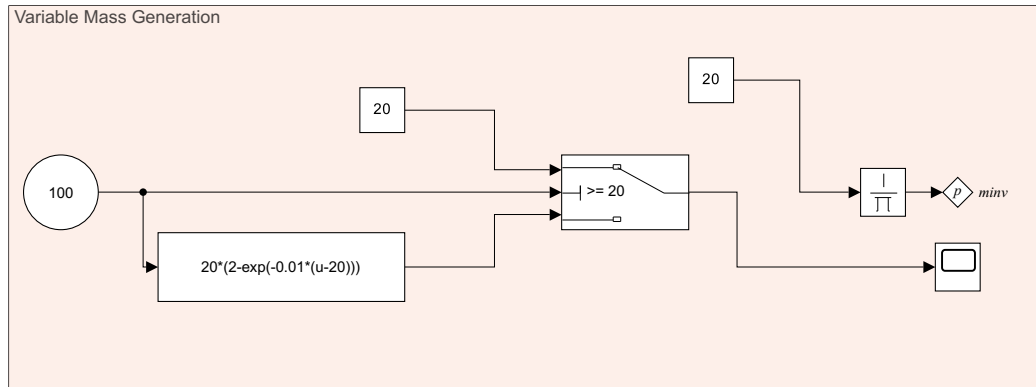 Variable Mass Generation
20
20
100
>= 20
p
minv
20*(2-exp(-0.01*(u-20)))